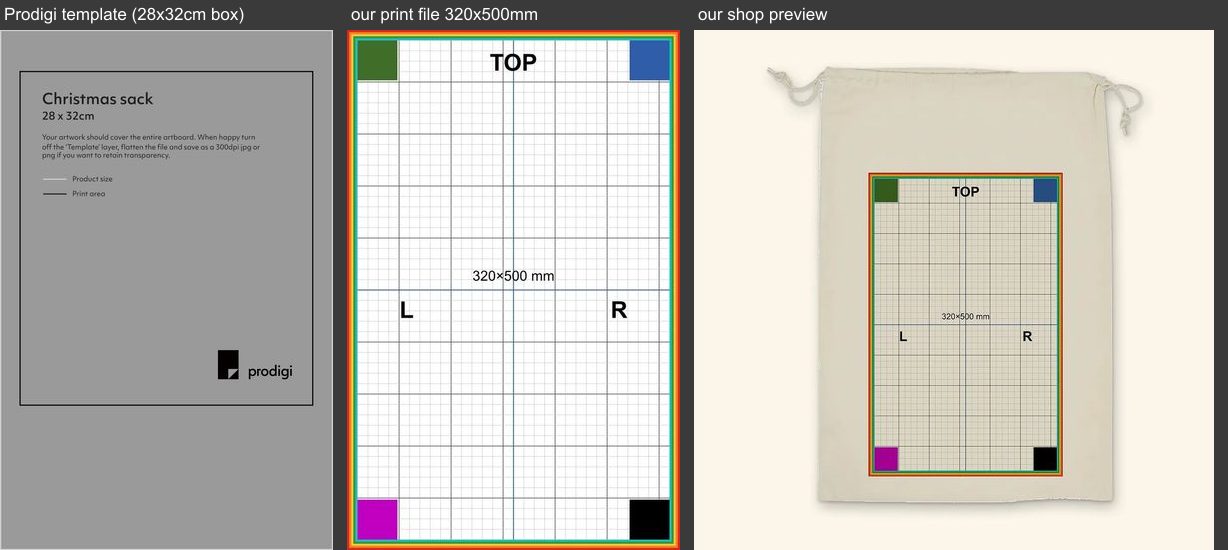 Prodigi template (28x32cm box)
our print file 320x500mm
our shop preview
Christmas sack
28 x 32cm
Your artwork should cover the entire artboard. When happy turn
off the 'Template' layer, flatten the file and save as a 300dpi jpg or
png if you want to retain transparency.
Product size
Print area
prodigi
TOP
320×500 mm
L R
TOP
320×500 mm
L R